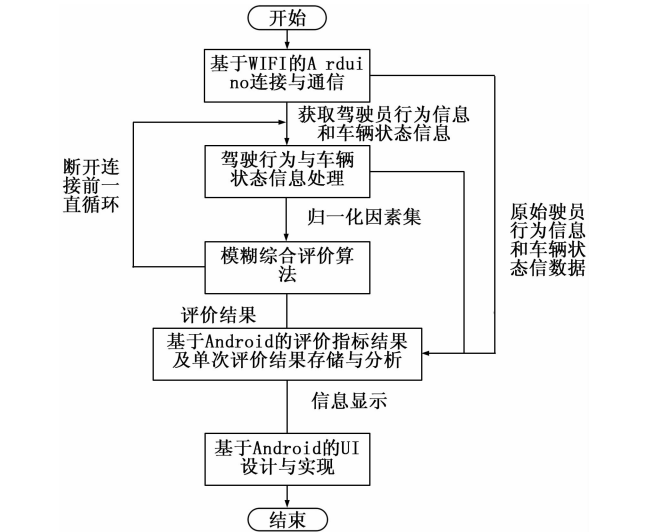 开始
基于WIFI的A rdui
no连接与通信
获取驾驶员行为信息
和车辆状态信息
断开连
接前一
直循环
驾驶行为与车辆
状态信息处理
归一化因素集
原始驶员
行为信息
和车辆状
态信数据
模糊综合评价算
法
评价结果
基于Android的评价指标结果
及单次评价结果存储与分析
信息显示
基于Android的UI
设计与实现
结束